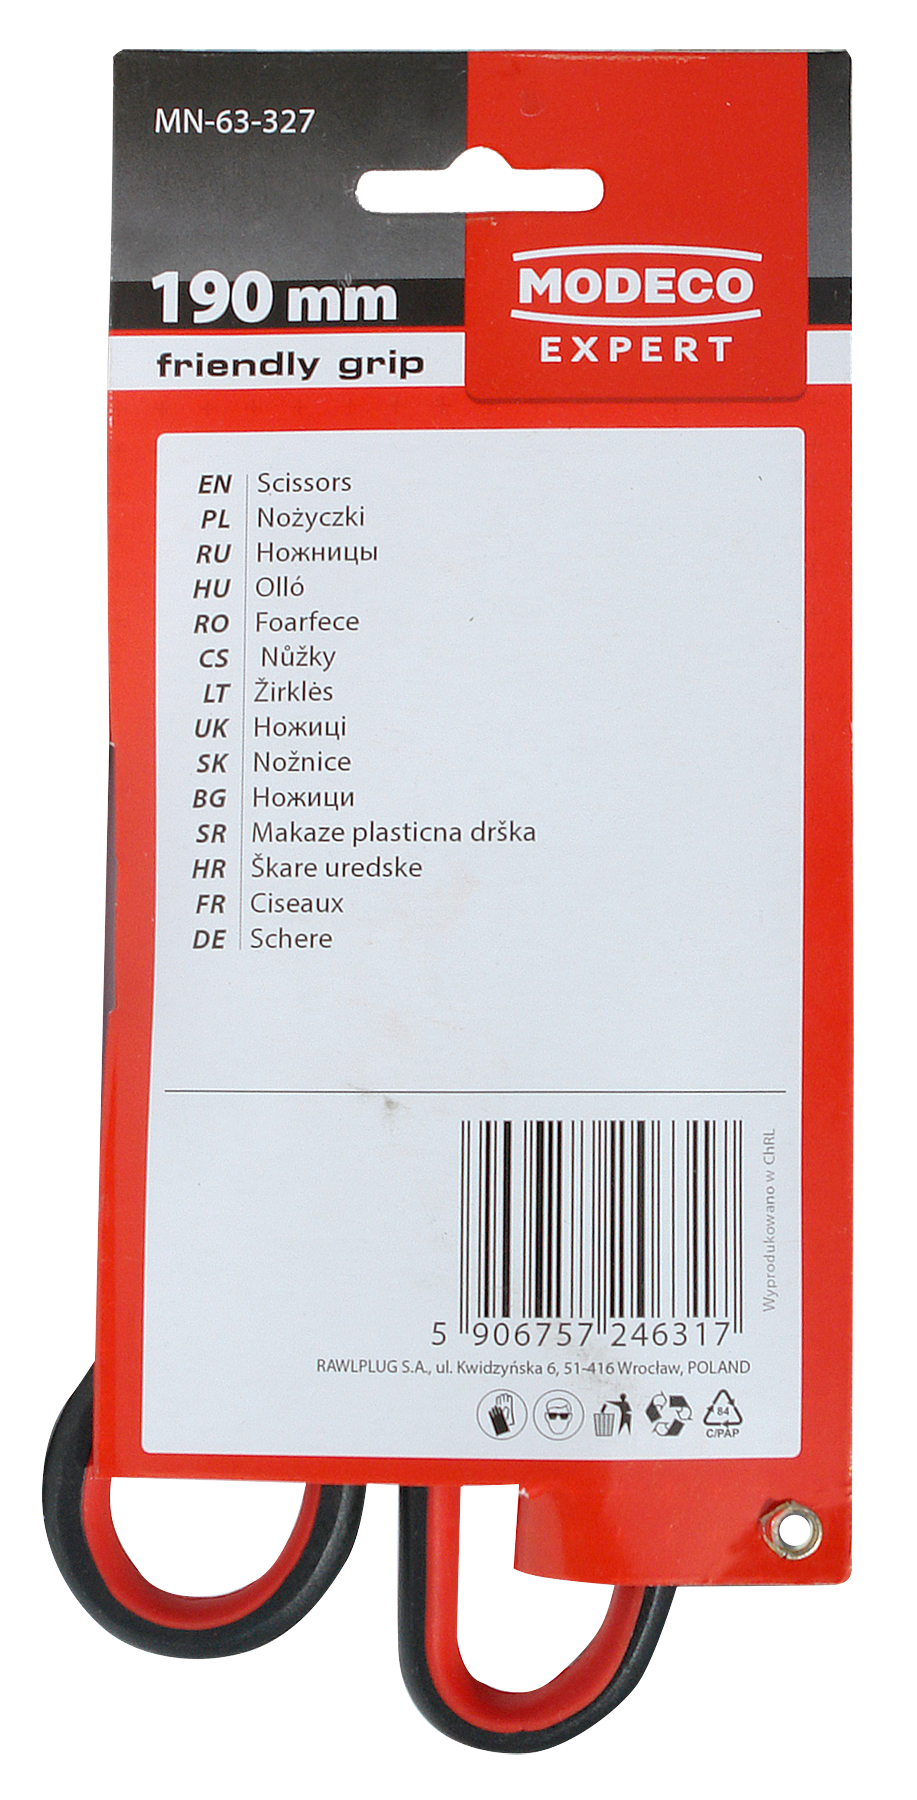 MN-63-327
190 mm
friendly grip
MODECO
EXPERT
EN Scissors
PL Nożyczki
RU Ножницы
HU Olló
RO Foarfece
CS Nůžky
LT Žirklės
UK Ножиці
SK Nožnice
BG Ножици
SR Makaze plasticna drška
HR Škare uredske
FR Ciseaux
DE Schere
Wyprodukowano w ChRL
5 906757 246317
RAWLPLUG S.A., ul. Kwidzyńska 6, 51-416 Wrocław, POLAND
84
C/PAP